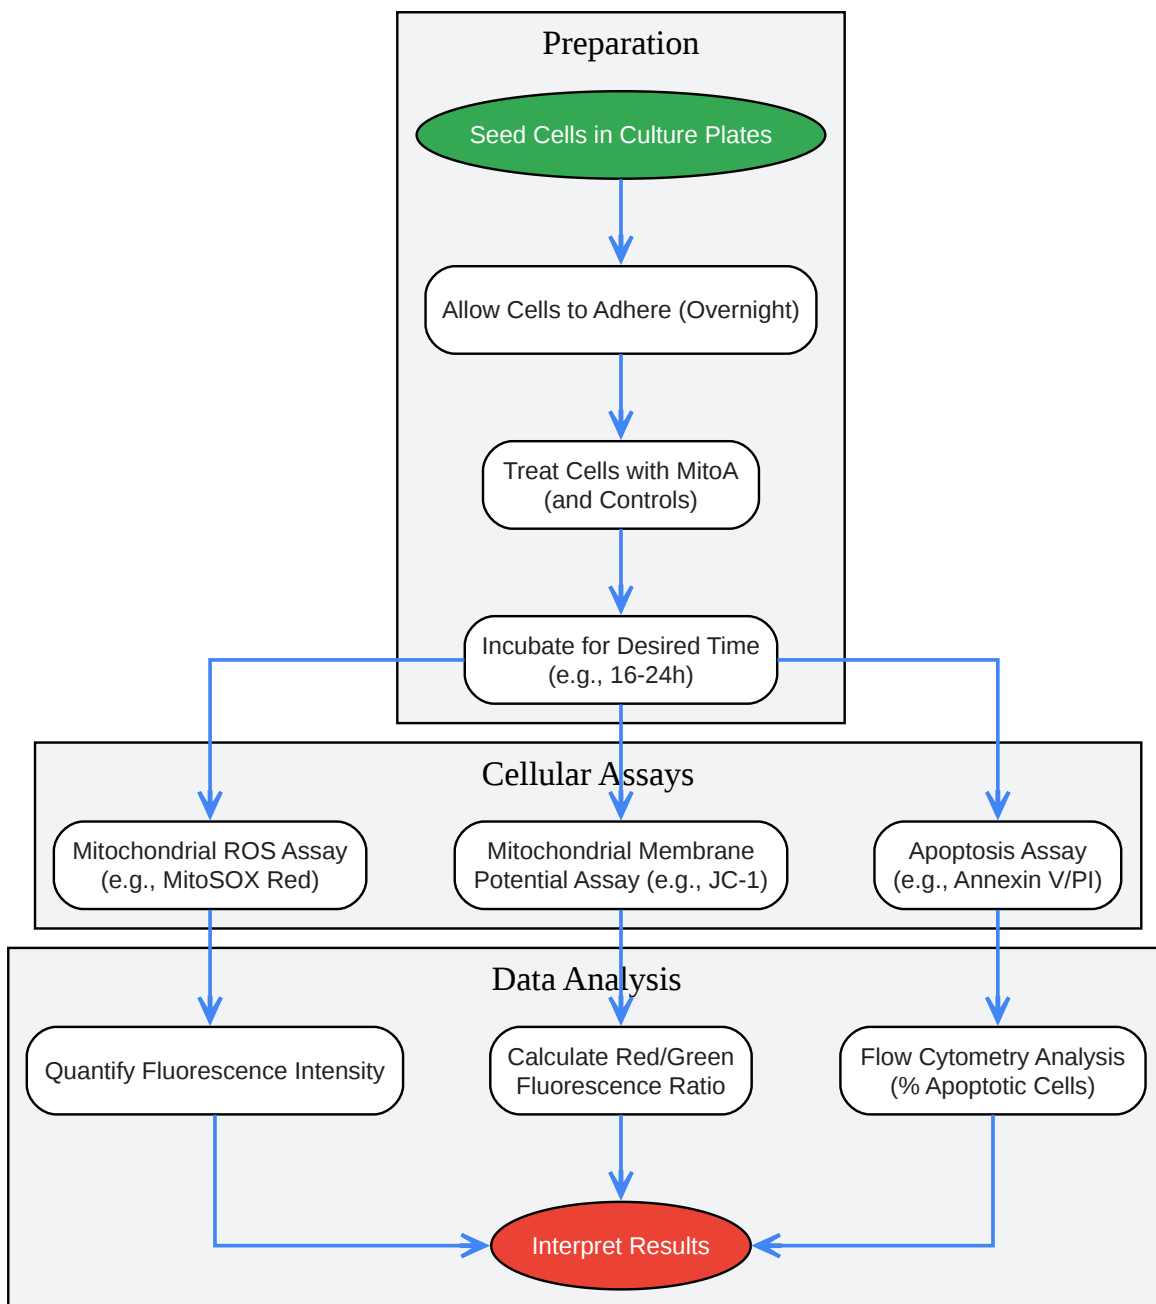 Preparation
Seed Cells in Culture Plates
Allow Cells to Adhere (Overnight)
Treat Cells with MitoA
(and Controls)
Incubate for Desired Time
(e.g., 16-24h)
Cellular Assays
Mitochondrial ROS Assay
(e.g., MitoSOX Red)
Mitochondrial Membrane
Potential Assay (e.g., JC-1)
Apoptosis Assay
(e.g., Annexin V/PI)
Data Analysis
Quantify Fluorescence Intensity
Calculate Red/Green
Fluorescence Ratio
Flow Cytometry Analysis
(% Apoptotic Cells)
Interpret Results